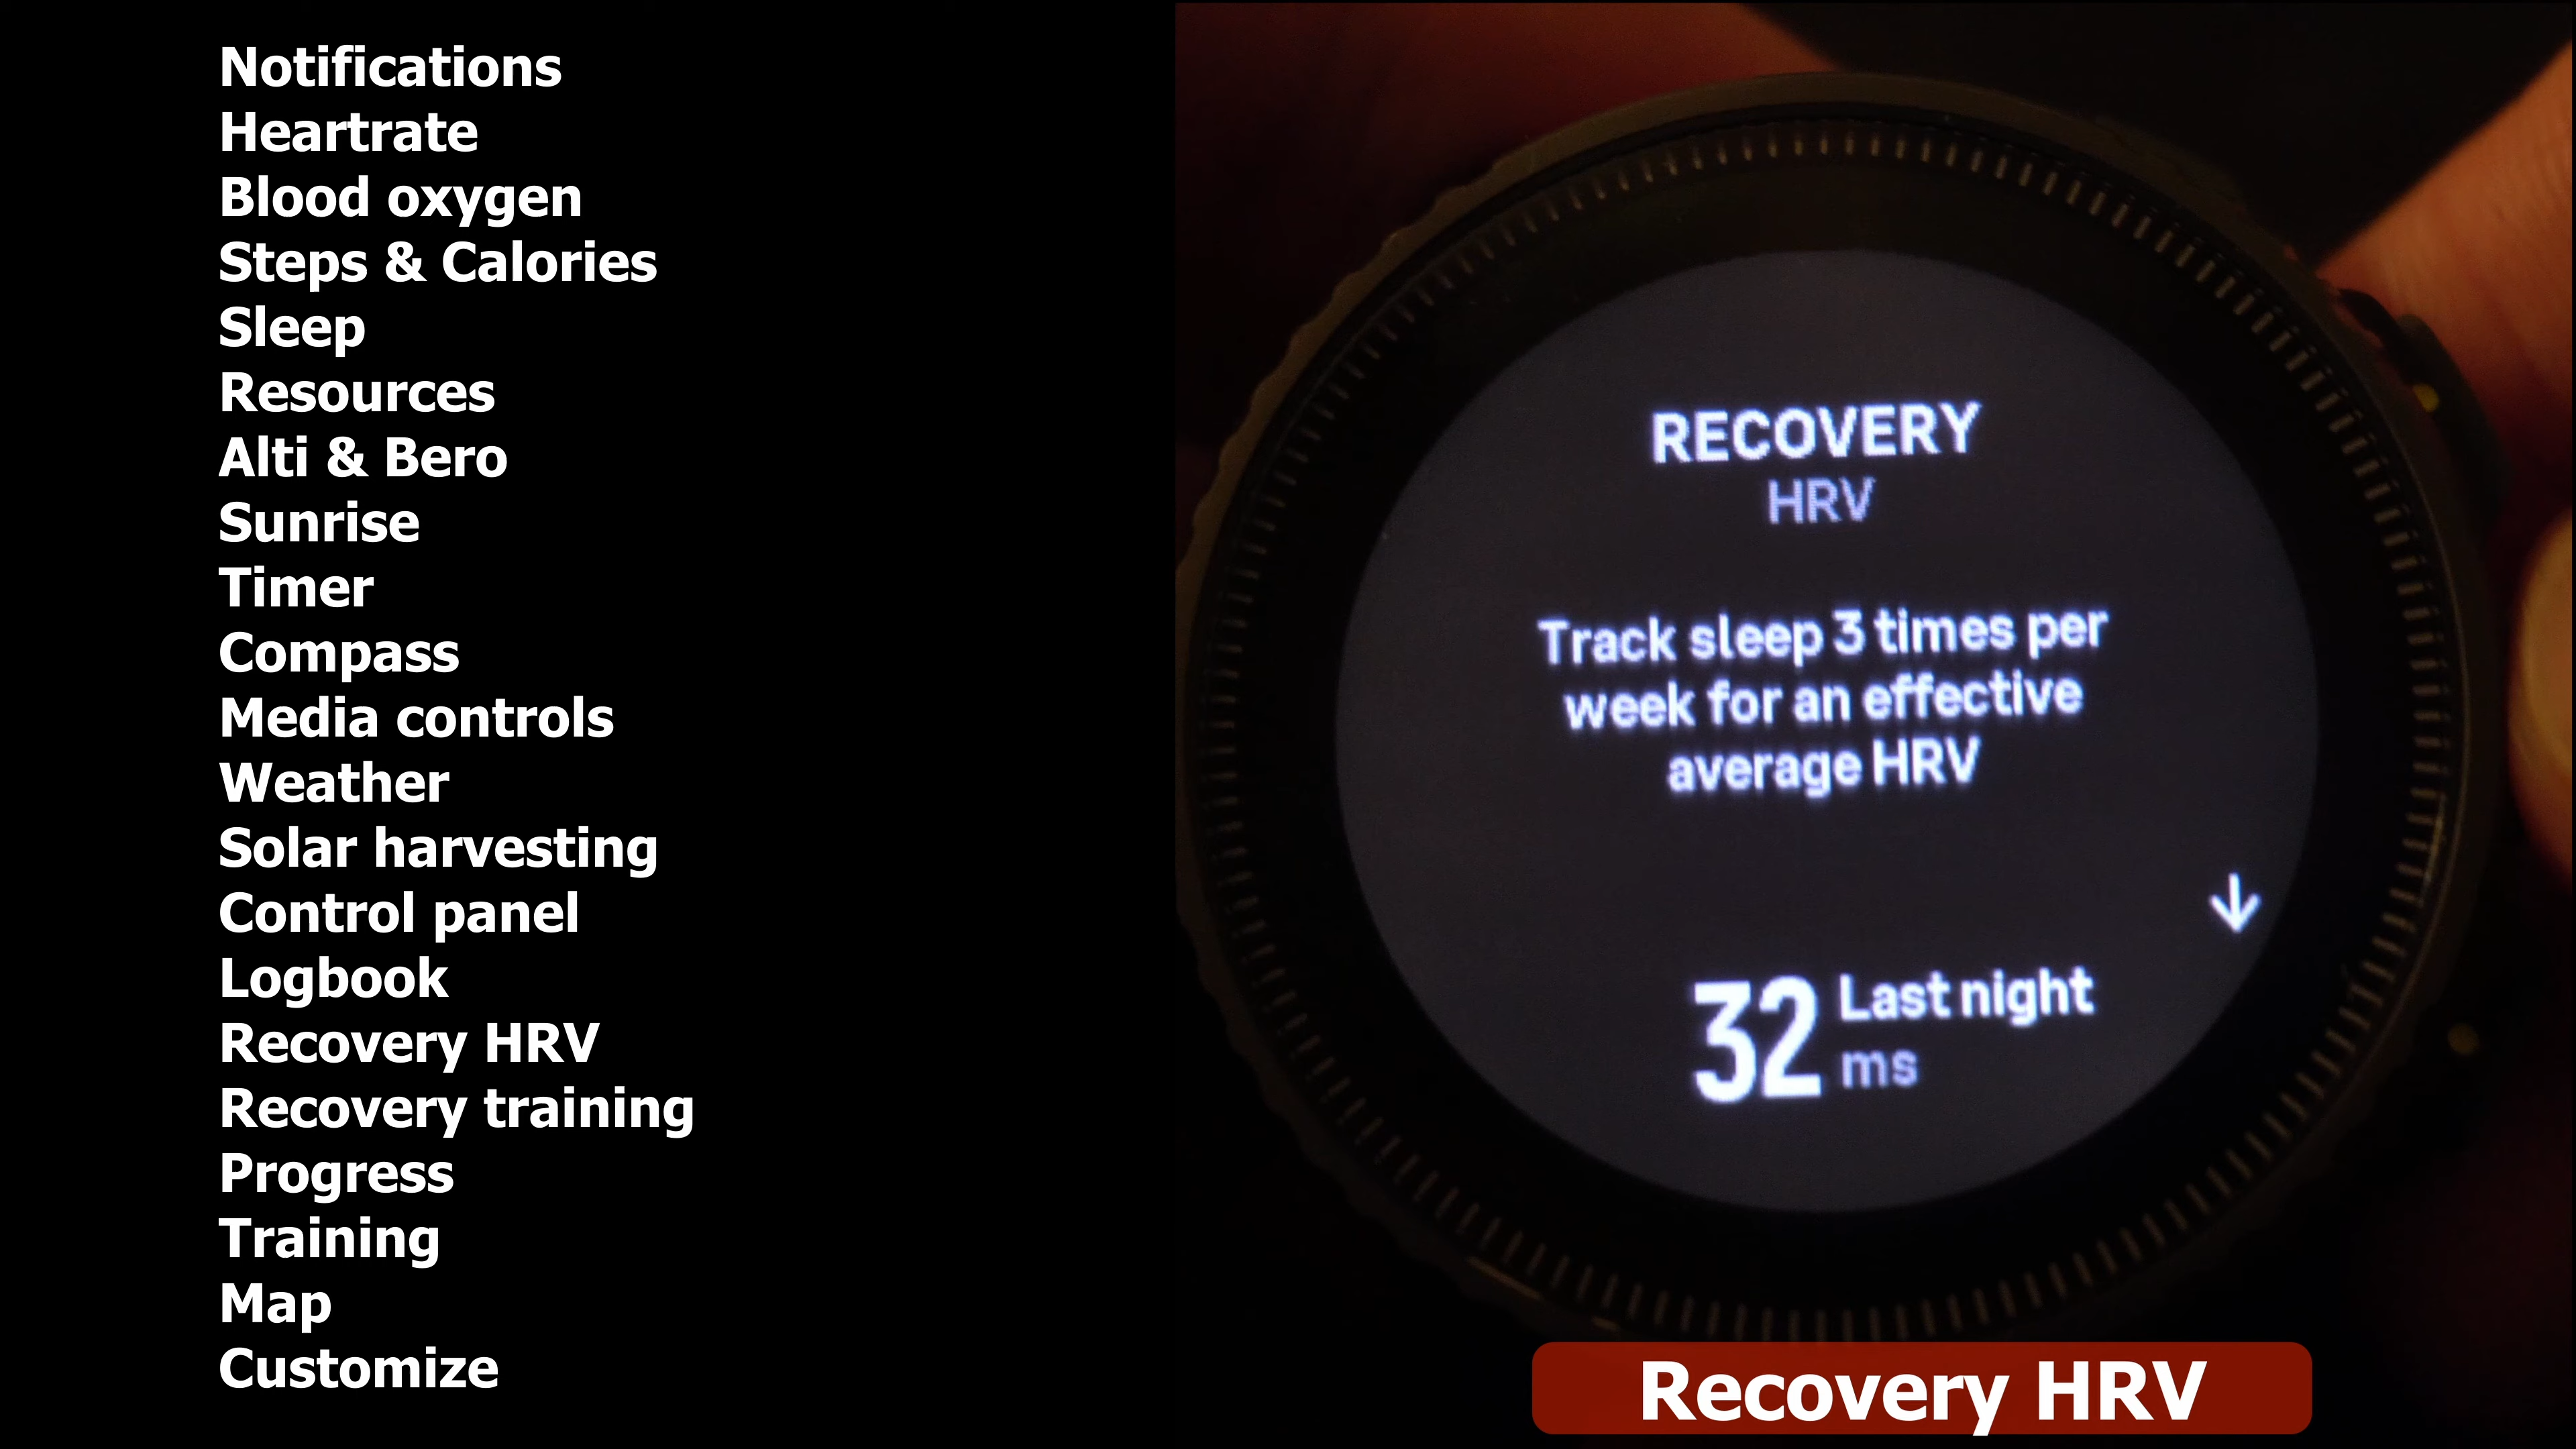 Notifications
Heartrate
Blood oxygen
Steps & Calories
Sleep
Resources
Alti & Bero
Sunrise
Timer
Compass
Media controls
Weather
Solar harvesting
Control panel
Logbook
Recovery HRV
Recovery training
Progress
Training
Map
Customize
RECOVERY
HRV
Track sleep 3 times per
week for an effective
average HRV
32 Last night
ms
Recovery HRV